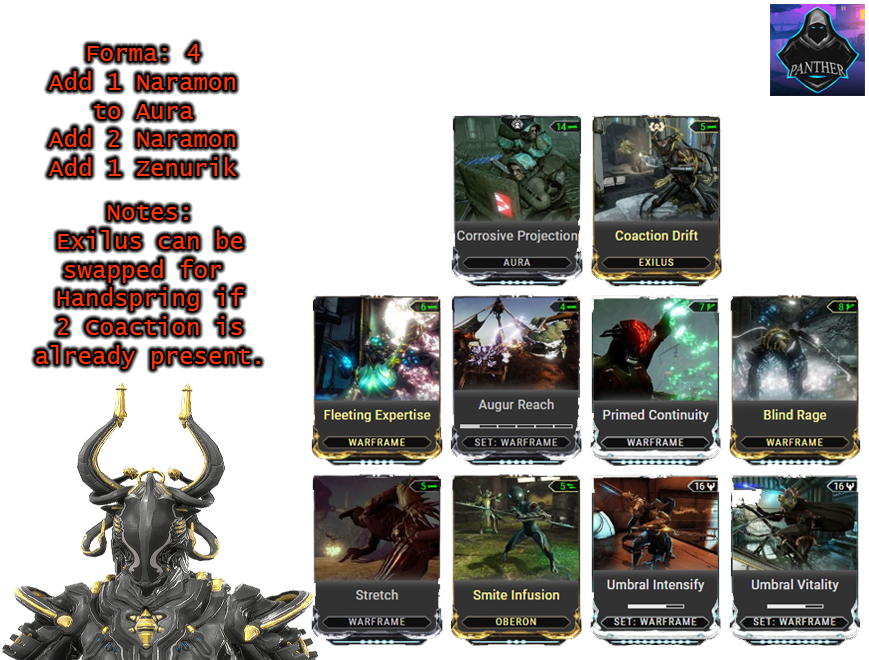 Forma: 4
Add 1 Naramon
to Aura
Add 2 Naramon
Add 1 Zenurik
Notes:
Exilus can be
swapped for
Handspring if
2 Coaction is
already present.
PANTHER
14
Corrosive Projection
AURA
5
Coaction Drift
EXILUS
6
Fleeting Expertise
WARFRAME
4
Augur Reach
SET: WARFRAME
7
Primed Continuity
WARFRAME
8
Blind Rage
WARFRAME
5
Stretch
WARFRAME
5
Smite Infusion
OBERON
16
Umbral Intensify
SET: WARFRAME
16
Umbral Vitality
SET: WARFRAME